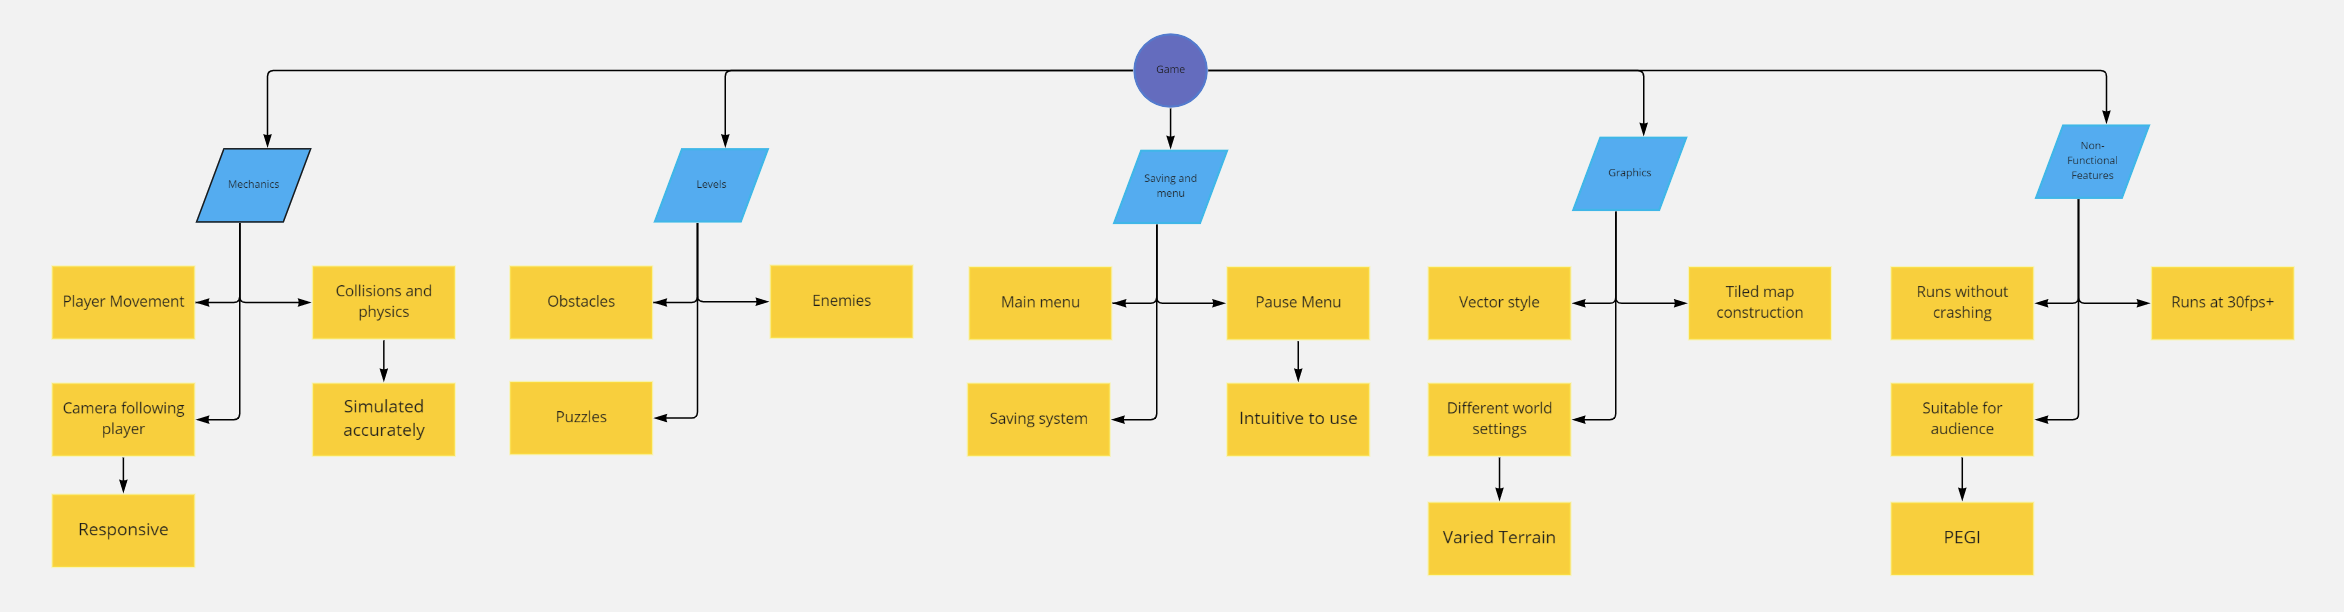 Game
Mechanics
Levels
Saving and
menu
Graphics
Non-
Functional
Features
Player Movement
Collisions and
physics
Obstacles
Enemies
Main menu
Pause Menu
Vector style
Tiled map
construction
Runs without
crashing
Runs at 30fps+
Camera following
player
Simulated
accurately
Puzzles
Saving system
Intuitive to use
Different world
settings
Suitable for
audience
Responsive
Varied Terrain
PEGI